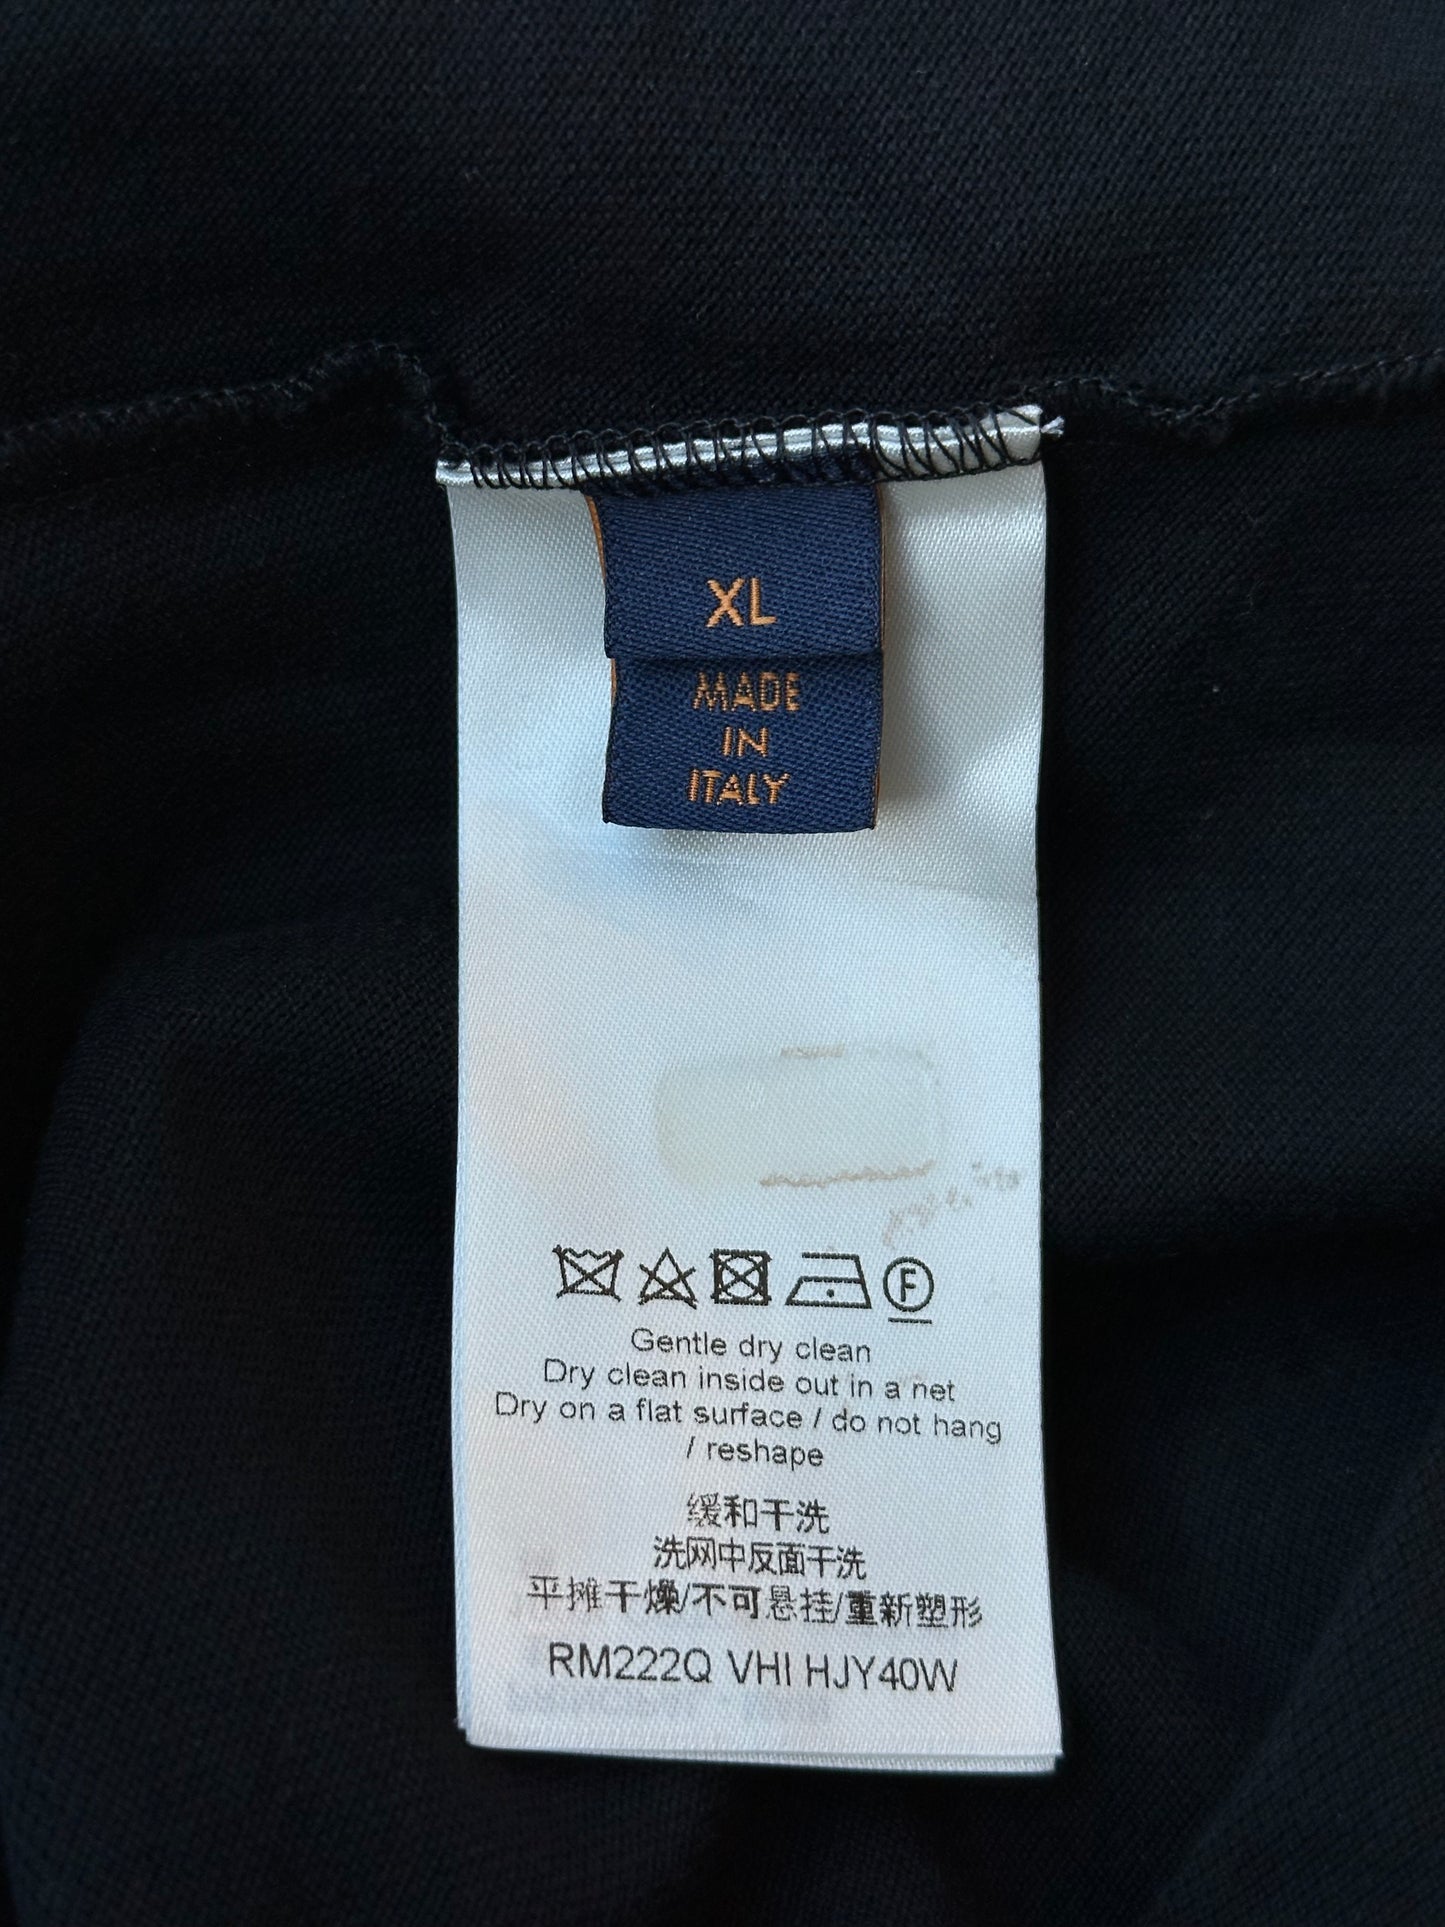 XL
MADE
IN
ITALY
F
Gentle dry clean
Dry clean inside out in a net
Dry on a flat surface / do not hang
/ reshape
缓和干洗
洗网中反面干洗
平摊干燥/不可悬挂/重新塑形
RM222Q VHI HJY40W